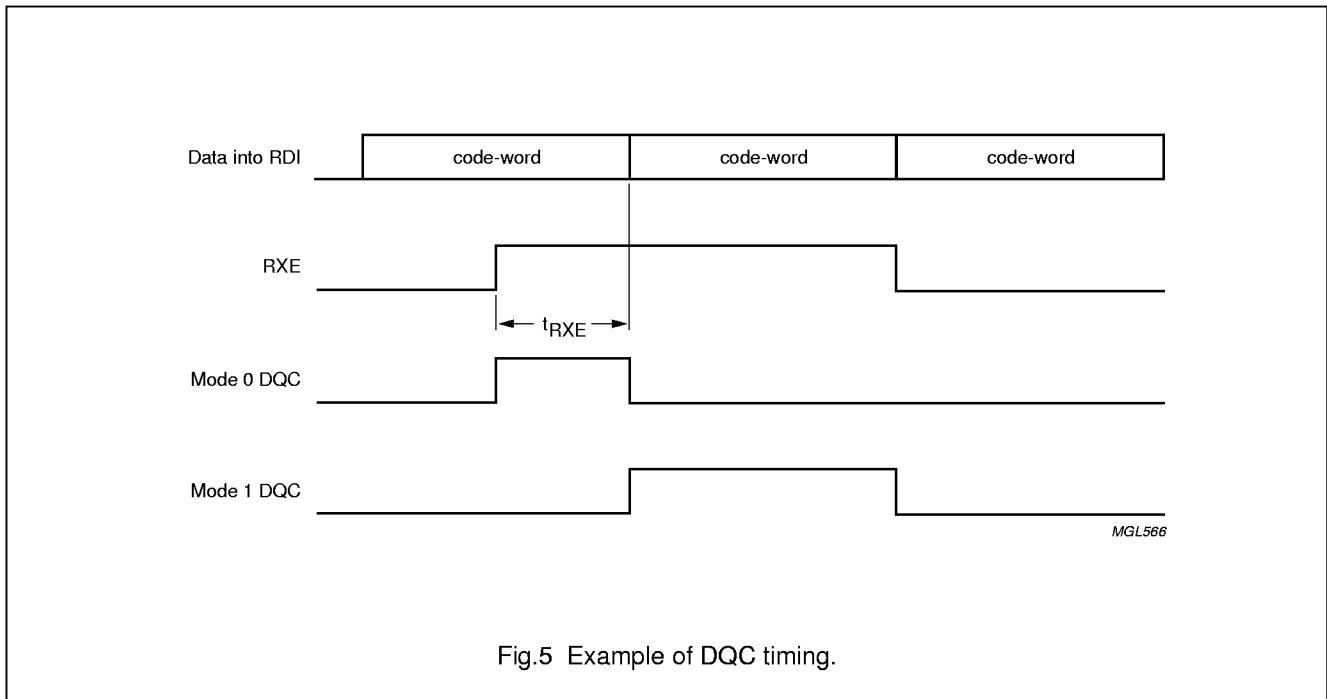 Data into RDI
code-word code-word code-word
RXE
tRXE
Mode 0 DQC
Mode 1 DQC
MGL566
Fig.5 Example of DQC timing.